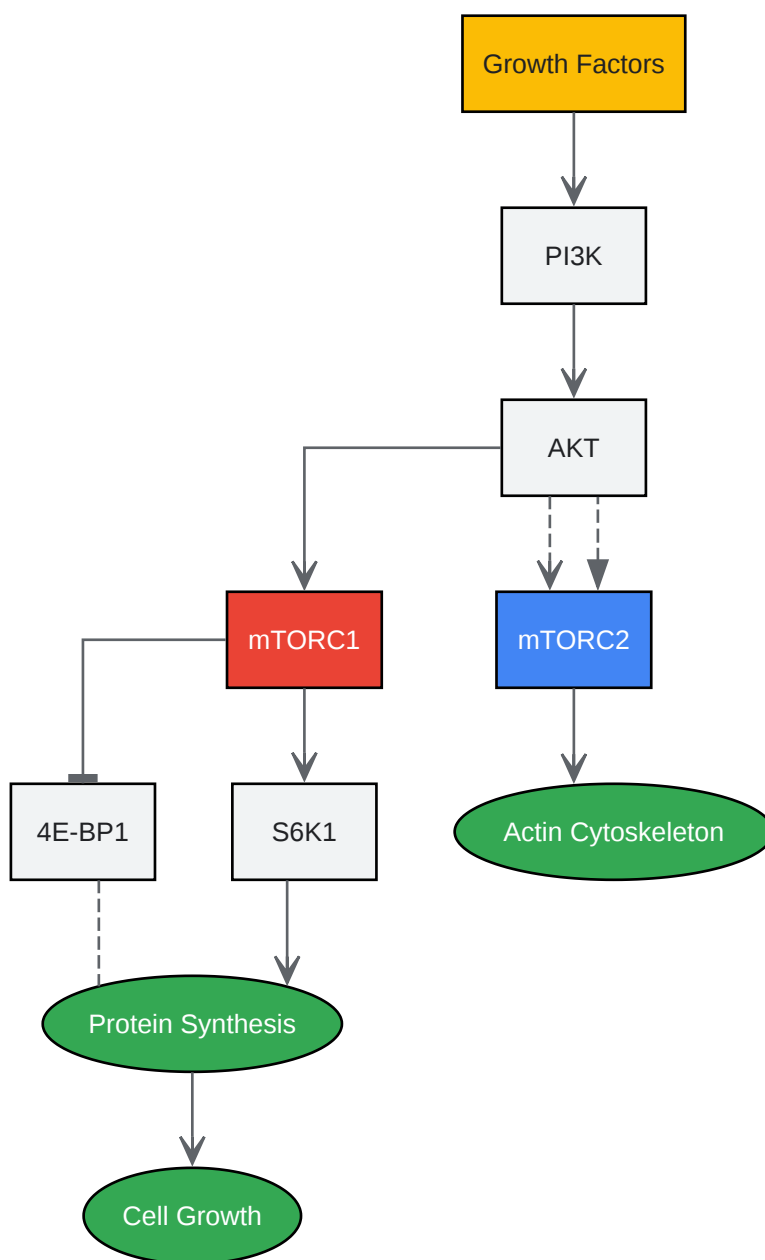 Growth Factors
PI3K
AKT
mTORC1
mTORC2
4E-BP1
S6K1
Actin Cytoskeleton
Protein Synthesis
Cell Growth